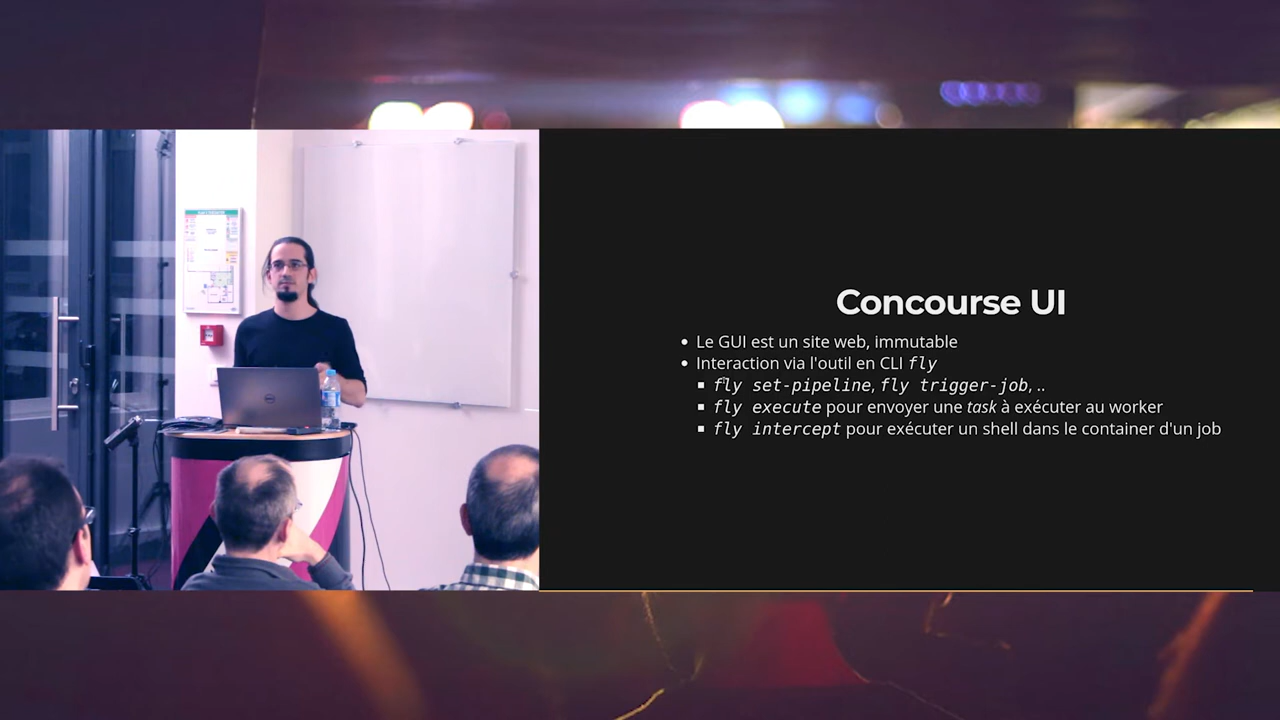 Concourse UI
Le GUI est un site web, immutable
Interaction via l'outil en CLI fly
fly set-pipeline, fly trigger-job, ..
fly execute pour envoyer une task à exécuter au worker
fly intercept pour exécuter un shell dans le container d'un job
DELL